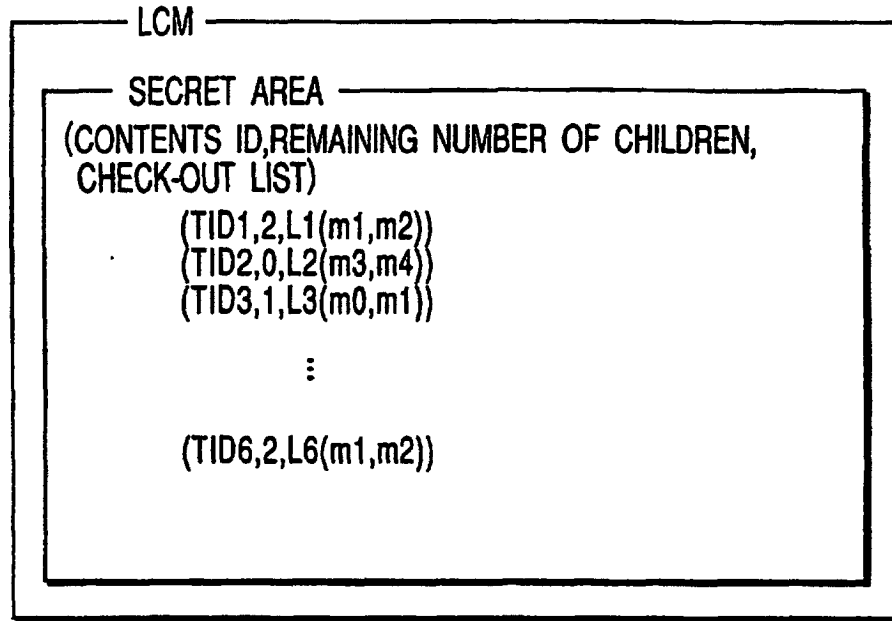 LCM
SECRET AREA
(CONTENTS ID,REMAINING NUMBER OF CHILDREN,
CHECK-OUT LIST)
(TID1,2,L1(m1,m2))
(TID2,0,L2(m3,m4))
(TID3,1,L3(m0,m1))
⋮
(TID6,2,L6(m1,m2))